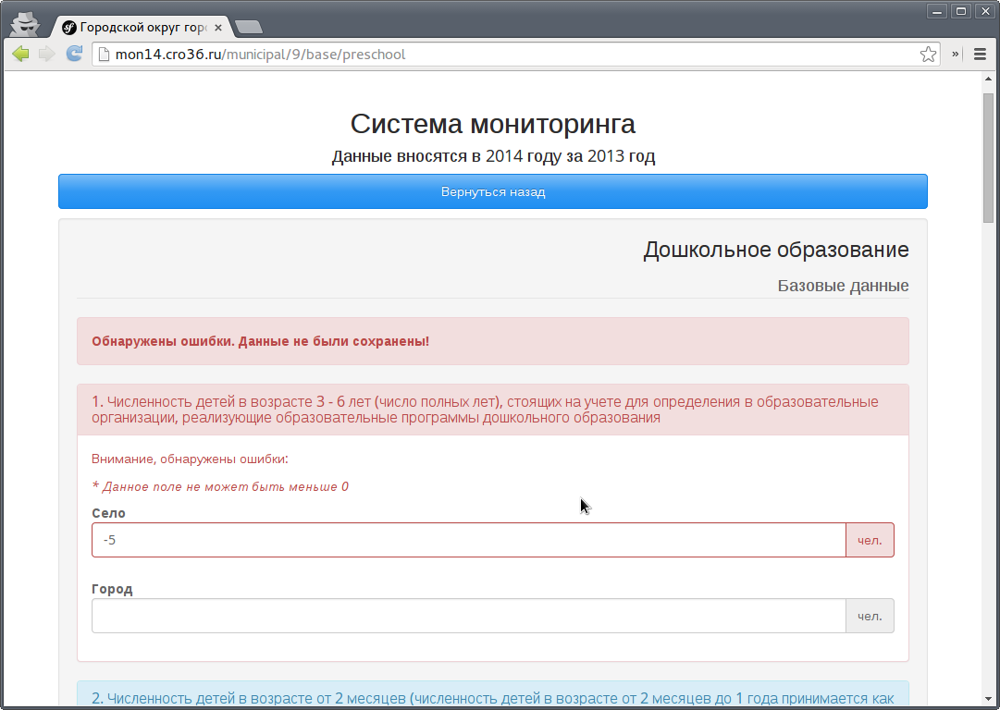 Городской округ гор
mon14.cro36.ru/municipal/9/base/preschool
Система мониторинга
Данные вносятся в 2014 году за 2013 год
Вернуться назад
Дошкольное образование
Базовые данные
Обнаружены ошибки. Данные не были сохранены!
1. Численность детей в возрасте 3 - 6 лет (число полных лет), стоящих на учете для определения в образовательные
организации, реализующие образовательные программы дошкольного образования
Внимание, обнаружены ошибки:
* Данное поле не может быть меньше 0
Село
-5 чел.
Город
чел.
2. Численность детей в возрасте от 2 месяцев (численность детей в возрасте от 2 месяцев до 1 года принимается как